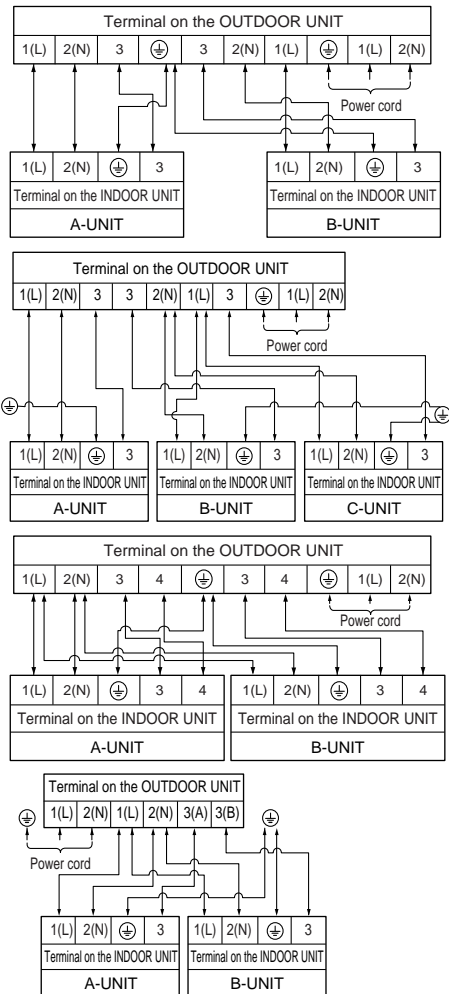 Terminal on the OUTDOOR UNIT
1(L) 2(N) 3 ⏚ 3 2(N) 1(L) ⏚ 1(L) 2(N)
Power cord
1(L) 2(N) ⏚ 3
Terminal on the INDOOR UNIT
A-UNIT
1(L) 2(N) ⏚ 3
Terminal on the INDOOR UNIT
B-UNIT
Terminal on the OUTDOOR UNIT
1(L) 2(N) 3 3 2(N) 1(L) 3 ⏚ 1(L) 2(N)
Power cord
⏚
⏚
1(L) 2(N) ⏚ 3
Terminal on the INDOOR UNIT
A-UNIT
1(L) 2(N) ⏚ 3
Terminal on the INDOOR UNIT
B-UNIT
1(L) 2(N) ⏚ 3
Terminal on the INDOOR UNIT
C-UNIT
Terminal on the OUTDOOR UNIT
1(L) 2(N) 3 4 ⏚ 3 4 ⏚ 1(L) 2(N)
Power cord
1(L) 2(N) ⏚ 3 4
Terminal on the INDOOR UNIT
A-UNIT
1(L) 2(N) ⏚ 3 4
Terminal on the INDOOR UNIT
B-UNIT
Terminal on the OUTDOOR UNIT
⏚ 1(L) 2(N) 1(L) 2(N) 3(A) 3(B) ⏚
Power cord
1(L) 2(N) ⏚ 3
Terminal on the INDOOR UNIT
A-UNIT
1(L) 2(N) ⏚ 3
Terminal on the INDOOR UNIT
B-UNIT